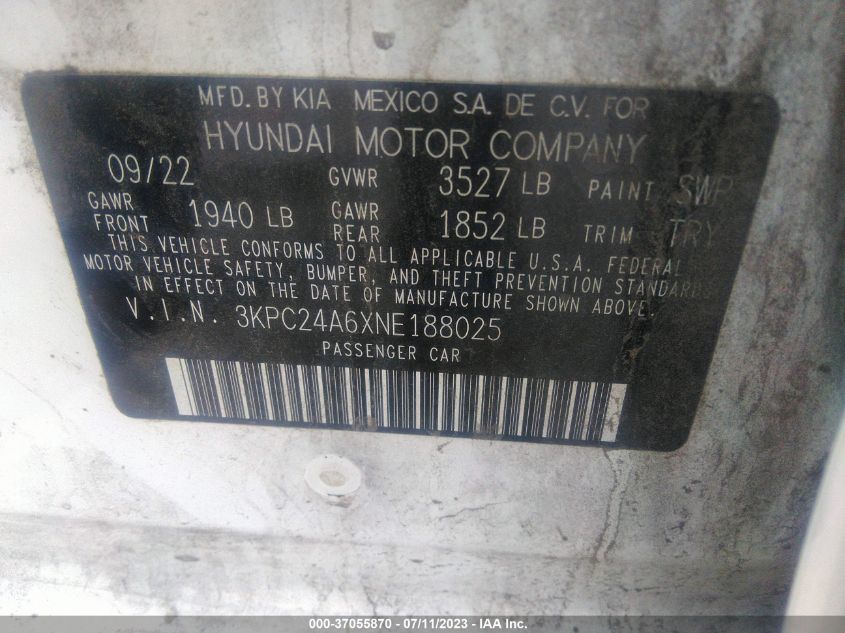 MFD. BY KIA MEXICO S.A. DE C.V. FOR
HYUNDAI MOTOR COMPANY
09/22 GVWR 3527 LB PAINT SWP
GAWR FRONT 1940 LB GAWR REAR 1852 LB TRIM TRY
THIS VEHICLE CONFORMS TO ALL APPLICABLE U.S.A. FEDERAL
MOTOR VEHICLE SAFETY, BUMPER, AND THEFT PREVENTION STANDARDS
IN EFFECT ON THE DATE OF MANUFACTURE SHOWN ABOVE.
V.I.N. 3KPC24A6XNE188025
PASSENGER CAR
000-37055870 - 07/11/2023 - IAA Inc.